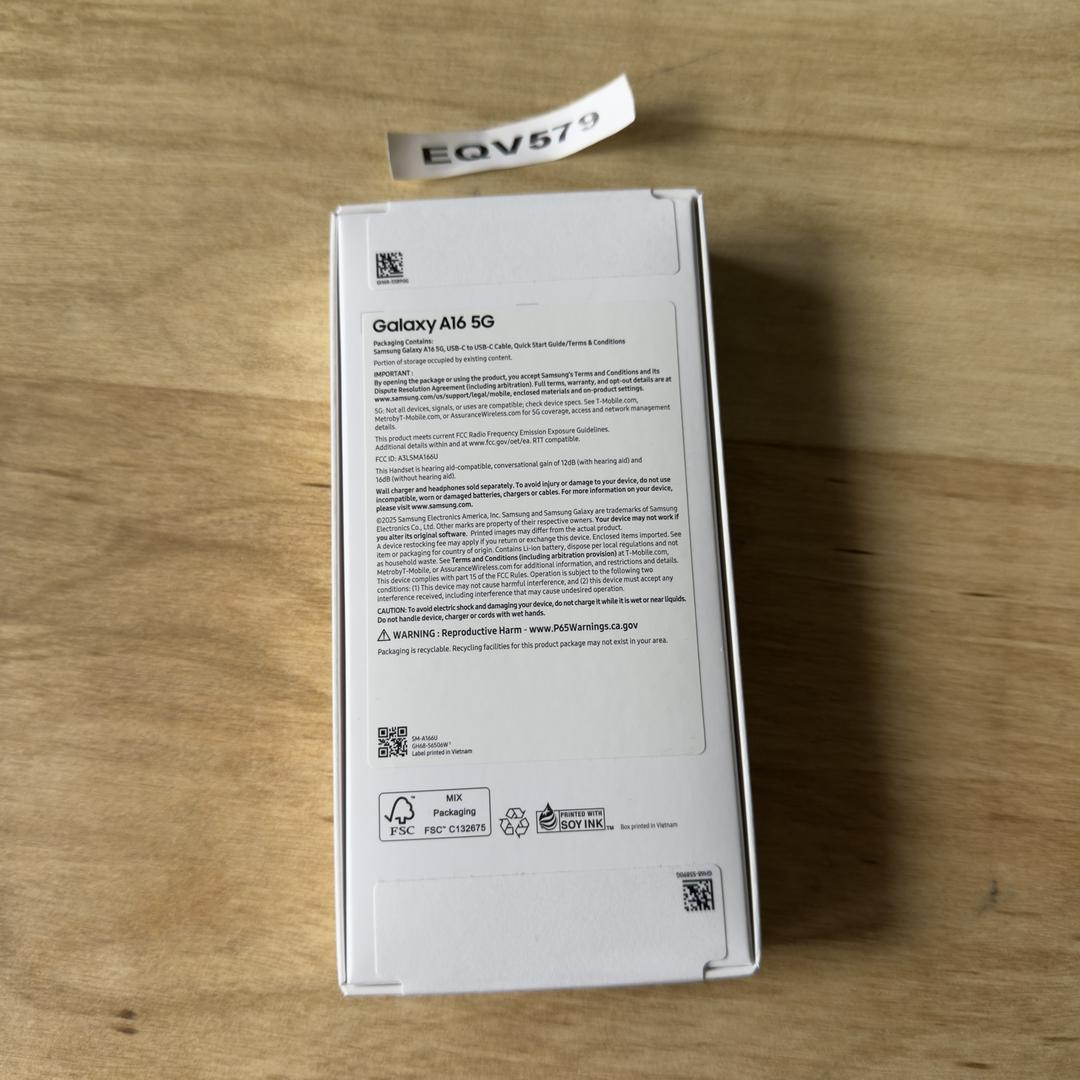 EQV579
Galaxy A16 5G
Packaging Contains:
Samsung Galaxy A16 5G, USB-C to USB-C Cable, Quick Start Guide/Terms & Conditions
Portion of storage occupied by existing content.
IMPORTANT :
By opening the package or using the product, you accept Samsung's Terms and Conditions and its
Dispute Resolution Agreement (including arbitration). Full terms, warranty, and opt-out details are at
www.samsung.com/us/support/legal/mobile, enclosed materials and on-product settings.
5G: Not all devices, signals, or uses are compatible; check device specs. See T-Mobile.com,
MetrobyT-Mobile.com, or AssuranceWireless.com for 5G coverage, access and network management
details.
This product meets current FCC Radio Frequency Emission Exposure Guidelines.
Additional details within and at www.fcc.gov/oet/ea. RTT compatible.
FCC ID: A3LSMA166U
This Handset is hearing aid-compatible, conversational gain of 12dB (with hearing aid) and
16dB (without hearing aid).
Wall charger and headphones sold separately. To avoid injury or damage to your device, do not use
incompatible, worn or damaged batteries, chargers or cables. For more information on your device,
please visit www.samsung.com.
©2025 Samsung Electronics America, Inc. Samsung and Samsung Galaxy are trademarks of Samsung
Electronics Co., Ltd. Other marks are property of their respective owners. Your device may not work if
you alter its original software. Printed images may differ from the actual product.
A device restocking fee may apply if you return or exchange this device. Enclosed items imported. See
item or packaging for country of origin. Contains Li-ion battery, dispose per local regulations and not
as household waste. See Terms and Conditions (including arbitration provision) at T-Mobile.com,
MetrobyT-Mobile, or AssuranceWireless.com for additional information, and restrictions and details.
This device complies with part 15 of the FCC Rules. Operation is subject to the following two
conditions: (1) This device may not cause harmful interference, and (2) this device must accept any
interference received, including interference that may cause undesired operation.
CAUTION: To avoid electric shock and damaging your device, do not charge it while it is wet or near liquids.
Do not handle device, charger or cords with wet hands.
WARNING : Reproductive Harm - www.P65Warnings.ca.gov
Packaging is recyclable. Recycling facilities for this product package may not exist in your area.
SM-A166U
GH68-56506W
Label printed in Vietnam
FSC
MIX
Packaging
FSC™ C132675
PRINTED WITH
SOY INK™
Box printed in Vietnam